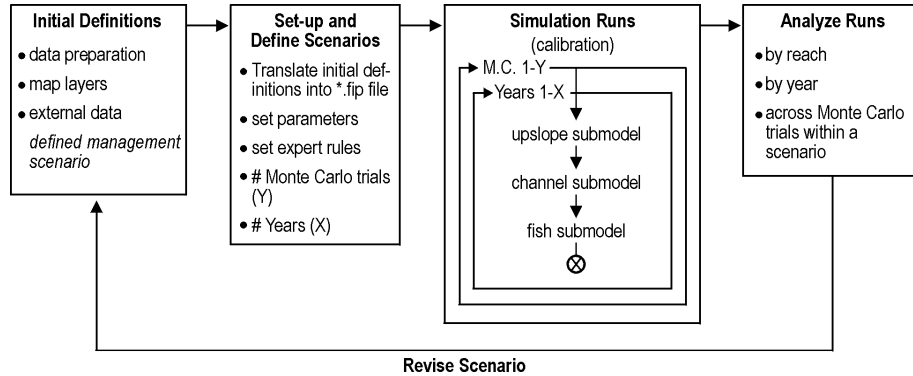 Initial Definitions
• data preparation
• map layers
• external data
defined management
scenario
Set-up and
Define Scenarios
• Translate initial def-
initions into *.fip file
• set parameters
• set expert rules
• # Monte Carlo trials
(Y)
• # Years (X)
Simulation Runs
(calibration)
M.C. 1-Y
Years 1-X
upslope submodel
channel submodel
fish submodel
Analyze Runs
• by reach
• by year
• across Monte Carlo
trials within a
scenario
Revise Scenario